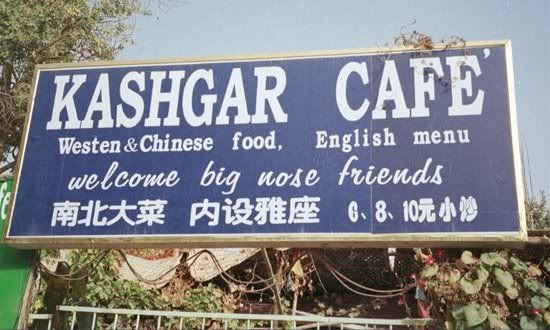 KASHGAR CAFE'
Westen & Chinese food, English menu
welcome big nose friends
南北大菜 内设雅座 6、8、10元小炒